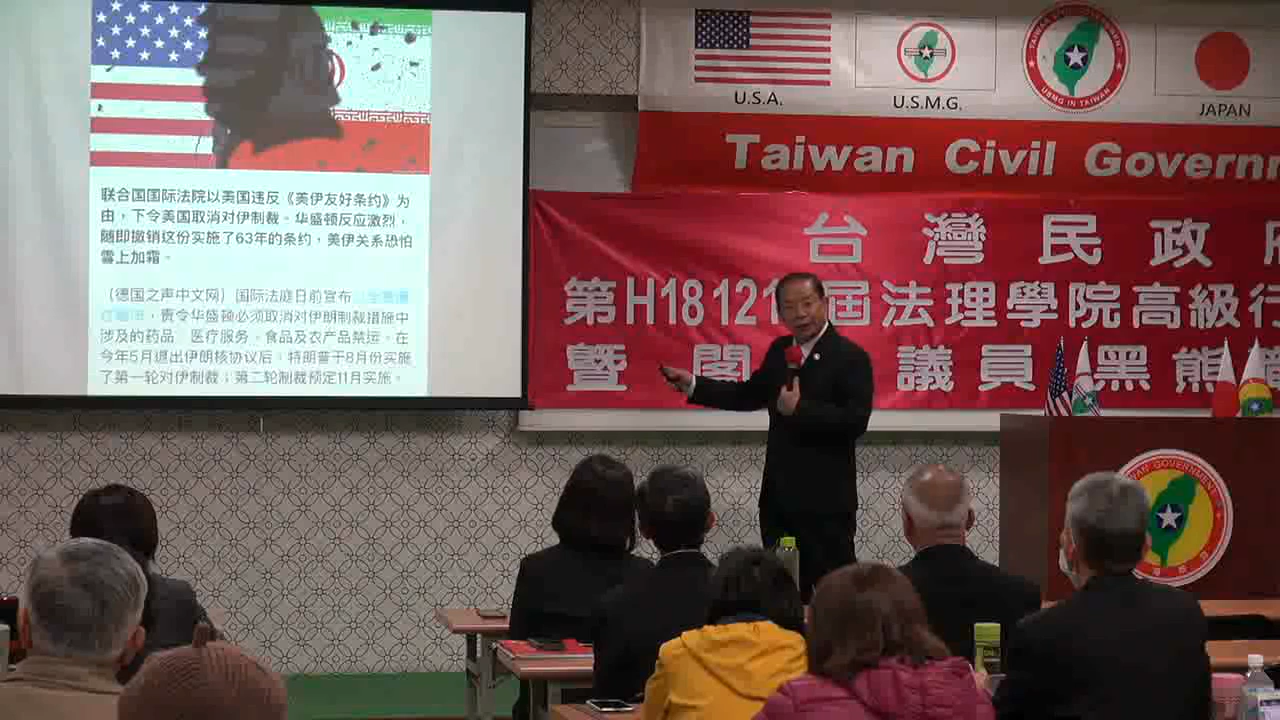 联合国国际法院以美国违反《美伊友好条约》为
由，下令美国取消对伊制裁。华盛顿反应激烈，
随即撤销这份实施了63年的条约，美伊关系恐怕
雪上加霜。
（德国之声中文网）国际法庭日前宣布
，责令华盛顿必须取消对伊朗制裁措施中
涉及的药品、医疗服务、食品及农产品禁运。在
今年5月退出伊朗核协议后，特朗普于8月份实施
了第一轮对伊制裁；第二轮制裁预定11月实施。
U.S.A.
U.S.M.G.
TAIWAN GOVERNMENT
USMG IN TAIWAN
JAPAN
Taiwan Civil Governm
台灣民政府
第H18121 屆法理學院高級行
暨 閣 議員 黑熊
TAIWAN GOVERNMENT